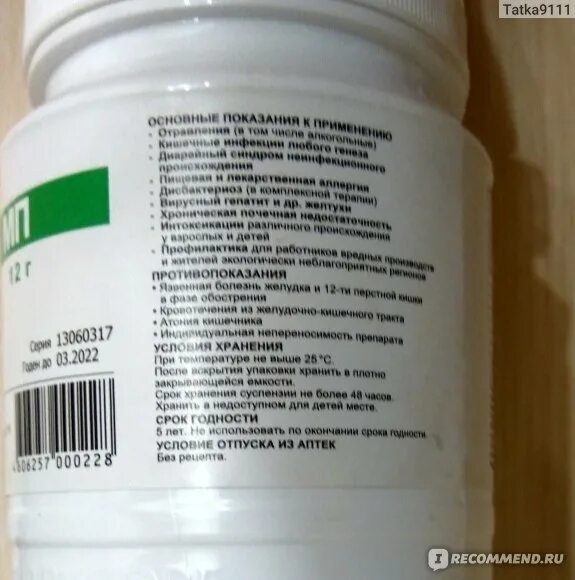 Tatka9111
ОСНОВНЫЕ ПОКАЗАНИЯ К ПРИМЕНЕНИЮ
• Отравления (в том числе алкогольные)
• Кишечные инфекции любого генеза
• Диарейный синдром неинфекционного
происхождения
• Пищевая и лекарственная аллергия
• Дисбактериоз (в комплексной терапии)
• Вирусный гепатит и др. желтухи
• Хроническая почечная недостаточность
• Интоксикации различного происхождения
у взрослых и детей
• Профилактика для работников вредных производств
и жителей экологически неблагоприятных регионов
ПРОТИВОПОКАЗАНИЯ
• Язвенная болезнь желудка и 12-ти перстной кишки
в фазе обострения
• Кровотечения из желудочно-кишечного тракта
• Атония кишечника
• Индивидуальная непереносимость препарата
УСЛОВИЯ ХРАНЕНИЯ
При температуре не выше 25 °С.
После вскрытия упаковки хранить в плотно
закрывающейся емкости.
Срок хранения суспензии не более 48 часов.
Хранить в недоступном для детей месте.
СРОК ГОДНОСТИ
5 лет. Не использовать по окончании срока годности.
УСЛОВИЕ ОТПУСКА ИЗ АПТЕК
Без рецепта.
МП
12 г
Серия 13060317
Годен до 03.2022
606257 000228
IRECOMMEND.RU